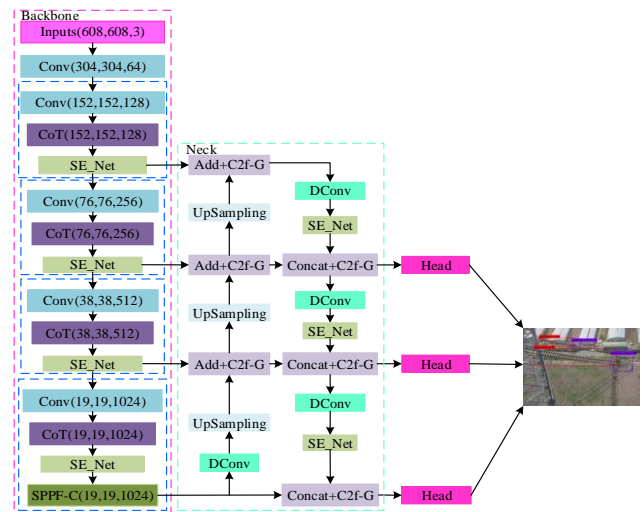 Backbone
Inputs(608,608,3)
Conv(304,304,64)
Conv(152,152,128)
CoT(152,152,128)
SE_Net
Conv(76,76,256)
CoT(76,76,256)
SE_Net
Conv(38,38,512)
CoT(38,38,512)
SE_Net
Conv(19,19,1024)
CoT(19,19,1024)
SE_Net
SPPF-C(19,19,1024)
Neck
Add+C2f-G
UpSampling
Add+C2f-G
UpSampling
Add+C2f-G
UpSampling
DConv
DConv
SE_Net
Concat+C2f-G
DConv
SE_Net
Concat+C2f-G
DConv
SE_Net
Concat+C2f-G
Head
Head
Head